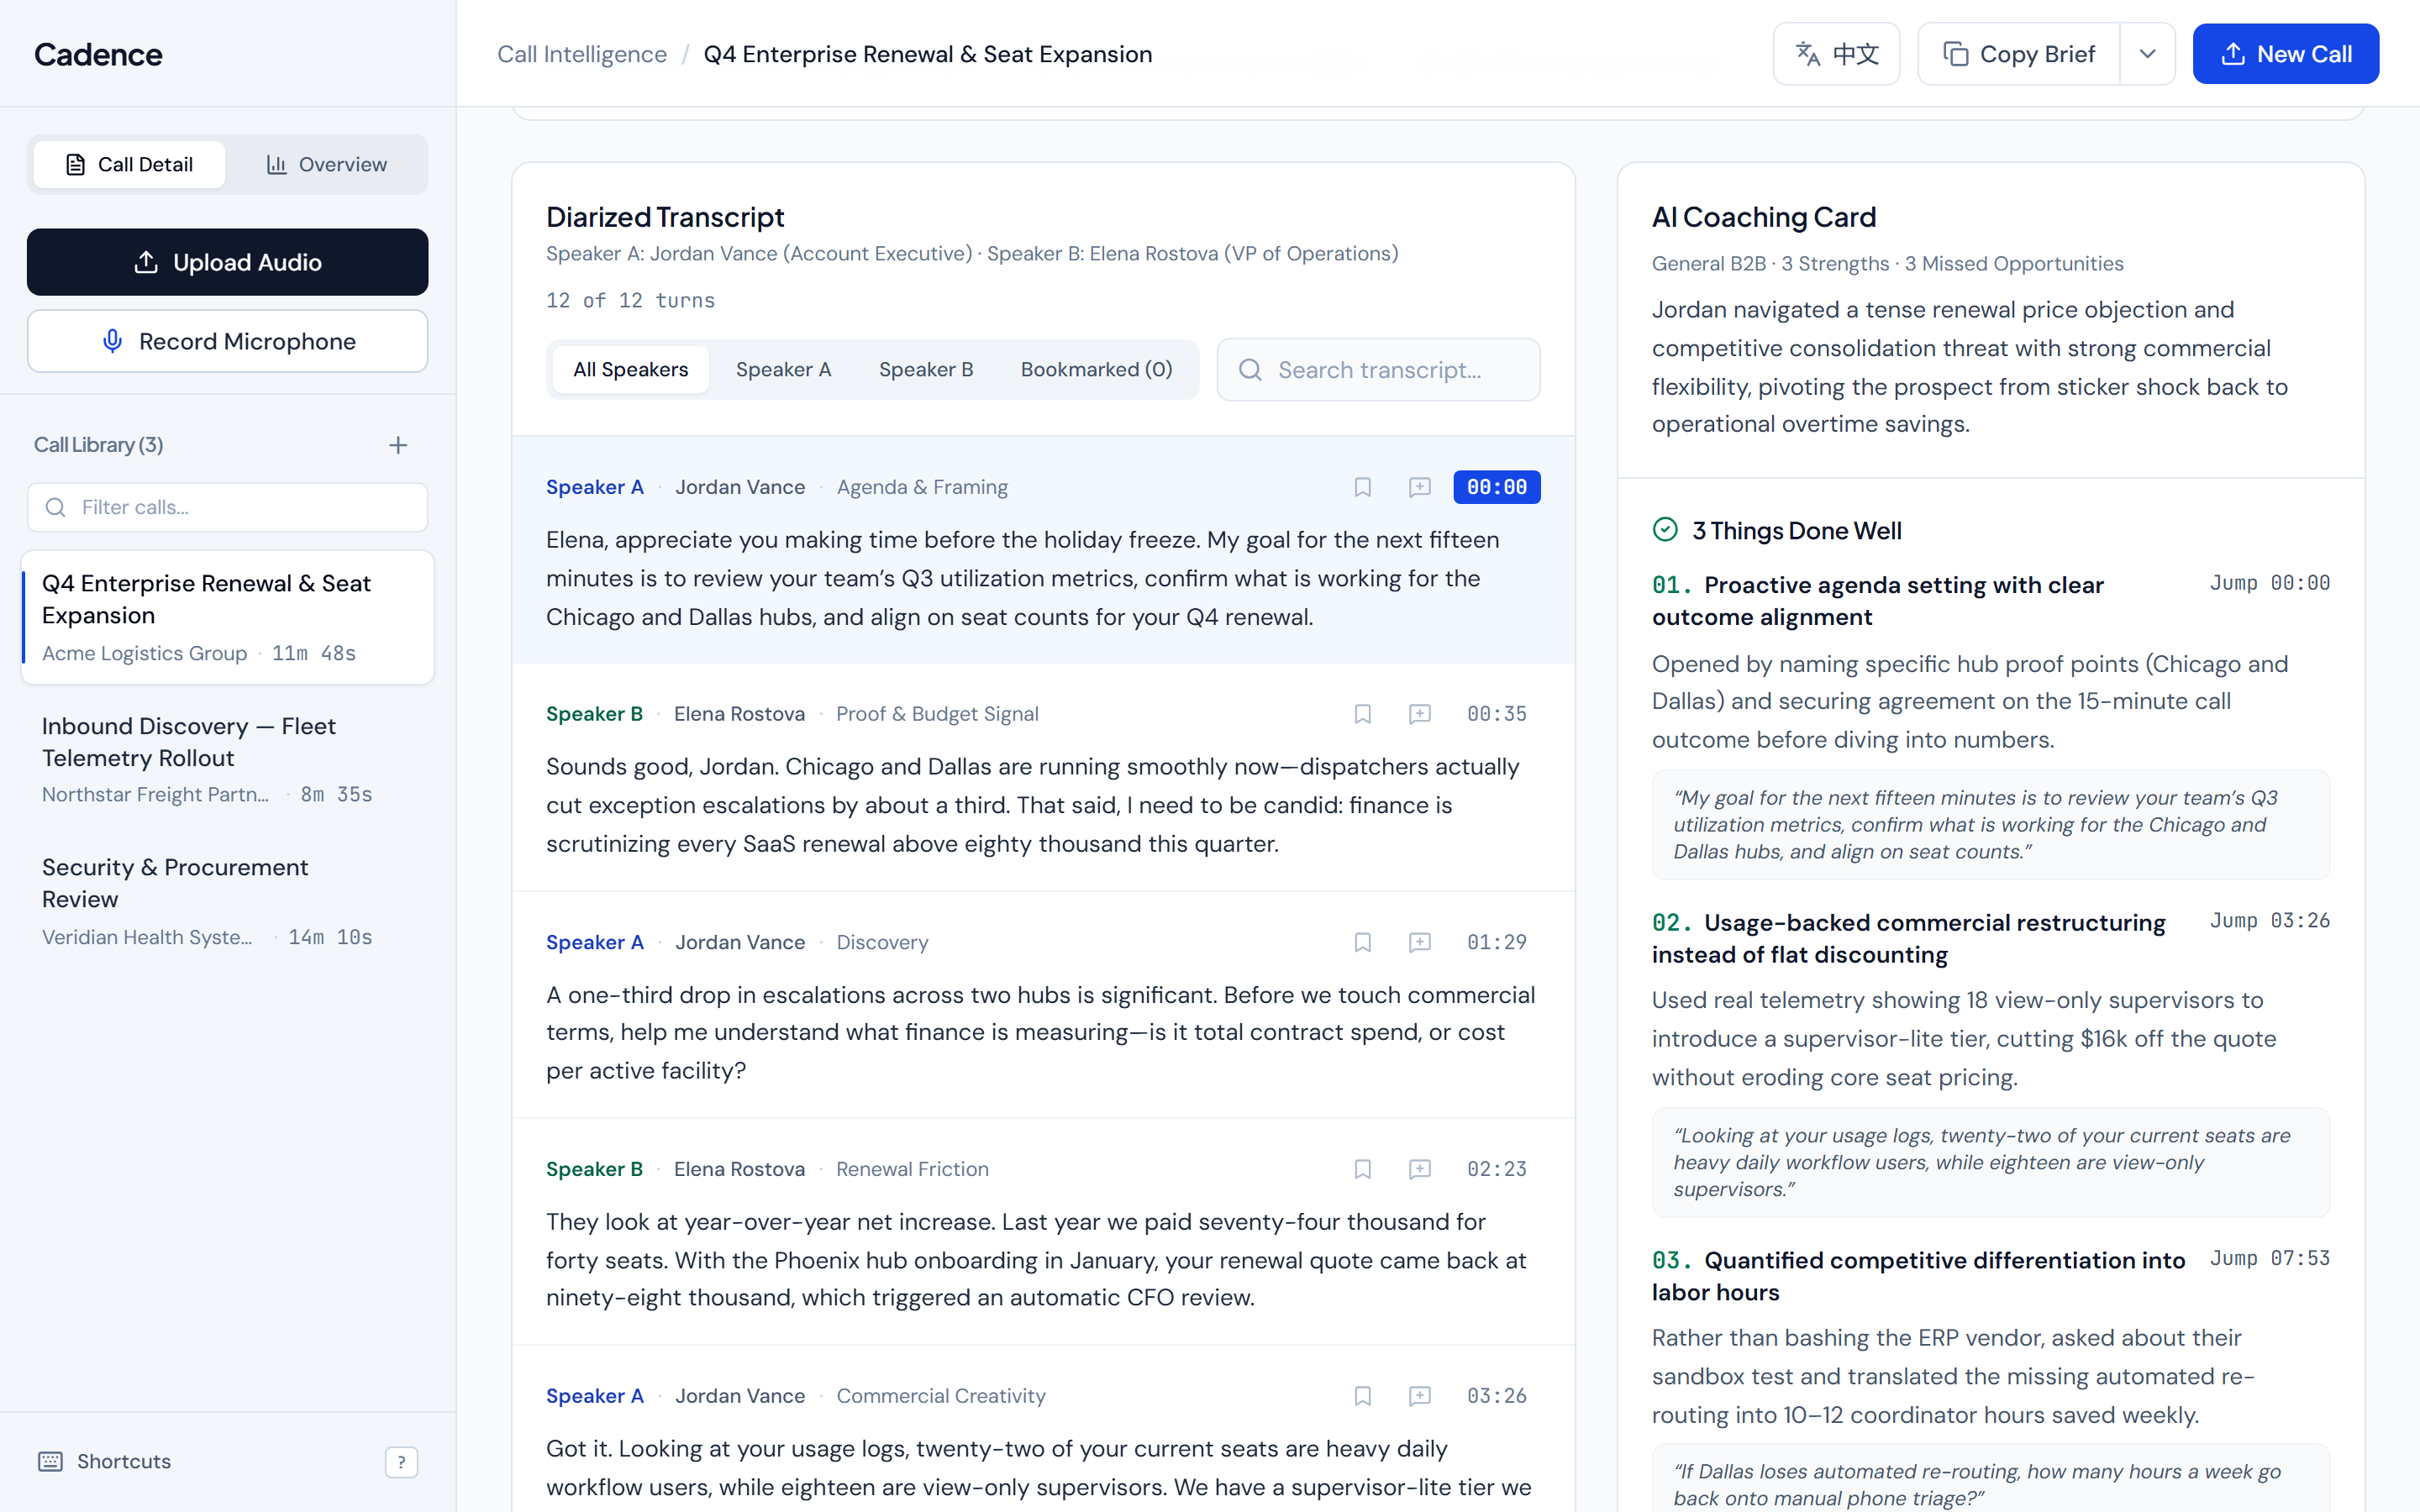 Cadence
Call Detail
Overview
Upload Audio
Record Microphone
Call Library (3)
Filter calls...
Q4 Enterprise Renewal & Seat
Expansion
Acme Logistics Group · 11m 48s
Inbound Discovery — Fleet
Telemetry Rollout
Northstar Freight Partn... · 8m 35s
Security & Procurement
Review
Veridian Health Syste... · 14m 10s
Shortcuts
?
Call Intelligence / Q4 Enterprise Renewal & Seat Expansion
中文
Copy Brief
New Call
Diarized Transcript
Speaker A: Jordan Vance (Account Executive) · Speaker B: Elena Rostova (VP of Operations)
12 of 12 turns
All Speakers
Speaker A
Speaker B
Bookmarked (0)
Search transcript...
Speaker A · Jordan Vance · Agenda & Framing
00:00
Elena, appreciate you making time before the holiday freeze. My goal for the next fifteen
minutes is to review your team’s Q3 utilization metrics, confirm what is working for the
Chicago and Dallas hubs, and align on seat counts for your Q4 renewal.
Speaker B · Elena Rostova · Proof & Budget Signal
00:35
Sounds good, Jordan. Chicago and Dallas are running smoothly now—dispatchers actually
cut exception escalations by about a third. That said, I need to be candid: finance is
scrutinizing every SaaS renewal above eighty thousand this quarter.
Speaker A · Jordan Vance · Discovery
01:29
A one-third drop in escalations across two hubs is significant. Before we touch commercial
terms, help me understand what finance is measuring—is it total contract spend, or cost
per active facility?
Speaker B · Elena Rostova · Renewal Friction
02:23
They look at year-over-year net increase. Last year we paid seventy-four thousand for
forty seats. With the Phoenix hub onboarding in January, your renewal quote came back at
ninety-eight thousand, which triggered an automatic CFO review.
Speaker A · Jordan Vance · Commercial Creativity
03:26
Got it. Looking at your usage logs, twenty-two of your current seats are heavy daily
workflow users, while eighteen are view-only supervisors. We have a supervisor-lite tier we
AI Coaching Card
General B2B · 3 Strengths · 3 Missed Opportunities
Jordan navigated a tense renewal price objection and
competitive consolidation threat with strong commercial
flexibility, pivoting the prospect from sticker shock back to
operational overtime savings.
3 Things Done Well
01. Proactive agenda setting with clear
outcome alignment
Jump 00:00
Opened by naming specific hub proof points (Chicago and
Dallas) and securing agreement on the 15-minute call
outcome before diving into numbers.
“My goal for the next fifteen minutes is to review your team’s Q3
utilization metrics, confirm what is working for the Chicago and
Dallas hubs, and align on seat counts.”
02. Usage-backed commercial restructuring
instead of flat discounting
Jump 03:26
Used real telemetry showing 18 view-only supervisors to
introduce a supervisor-lite tier, cutting $16k off the quote
without eroding core seat pricing.
“Looking at your usage logs, twenty-two of your current seats are
heavy daily workflow users, while eighteen are view-only
supervisors.”
03. Quantified competitive differentiation into
labor hours
Jump 07:53
Rather than bashing the ERP vendor, asked about their
sandbox test and translated the missing automated re-
routing into 10–12 coordinator hours saved weekly.
“If Dallas loses automated re-routing, how many hours a week go
back onto manual phone triage?”